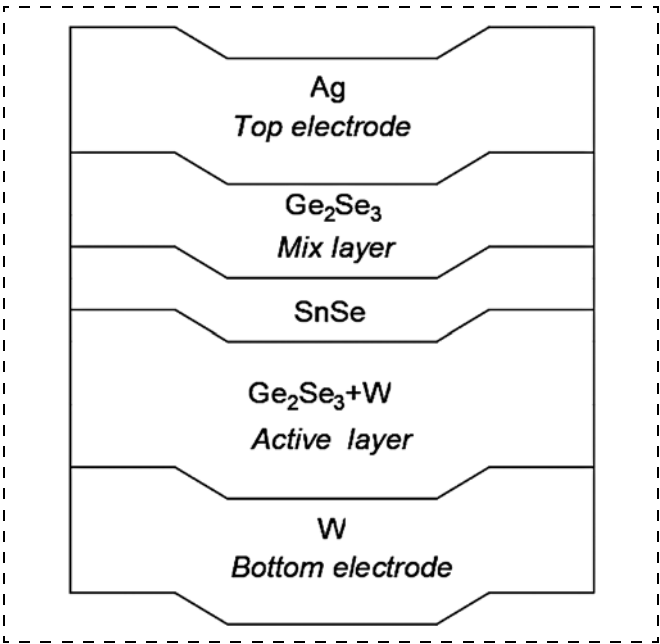 Ag
Top electrode
Ge₂Se₃
Mix layer
SnSe
Ge₂Se₃+W
Active layer
W
Bottom electrode